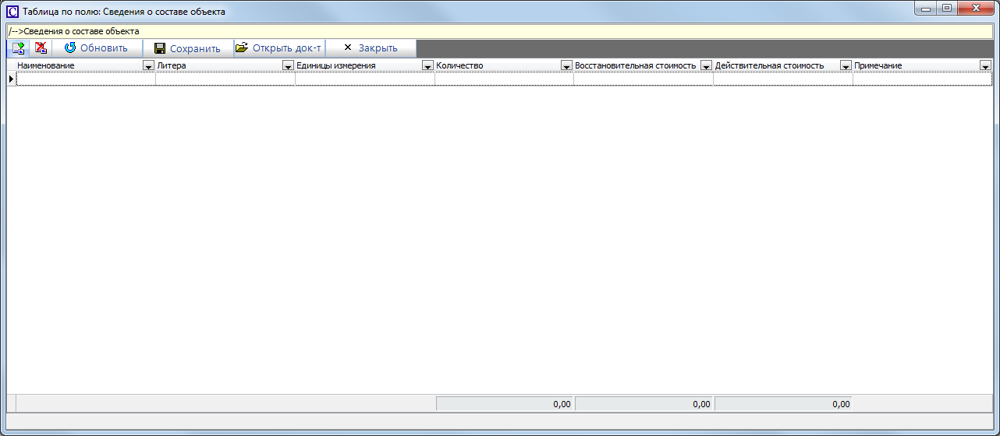 C Таблица по полю: Сведения о составе объекта
/-->Сведения о составе объекта
Обновить Сохранить Открыть док-т Закрыть
Наименование Литера Единицы измерения Количество Восстановительная стоимость Действительная стоимость Примечание
0,00 0,00 0,00